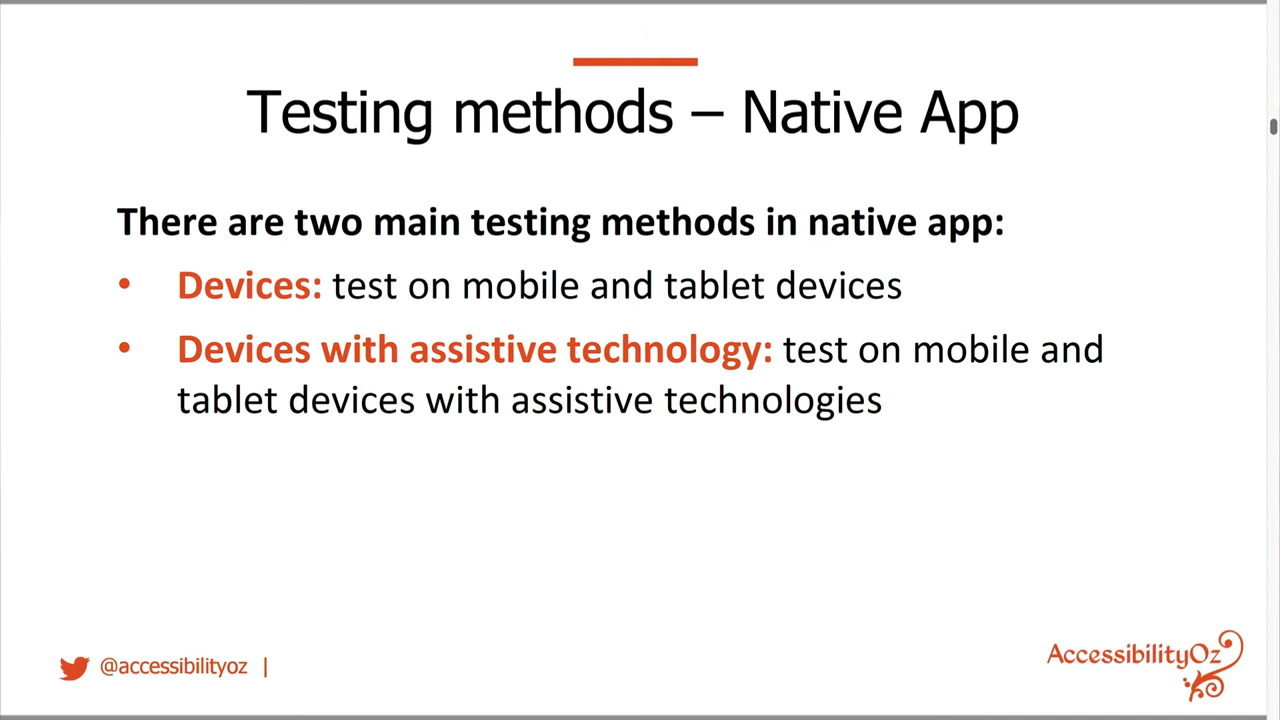 Testing methods – Native App
There are two main testing methods in native app:
• Devices: test on mobile and tablet devices
• Devices with assistive technology: test on mobile and
tablet devices with assistive technologies
@accessibilityoz |
AccessibilityOz